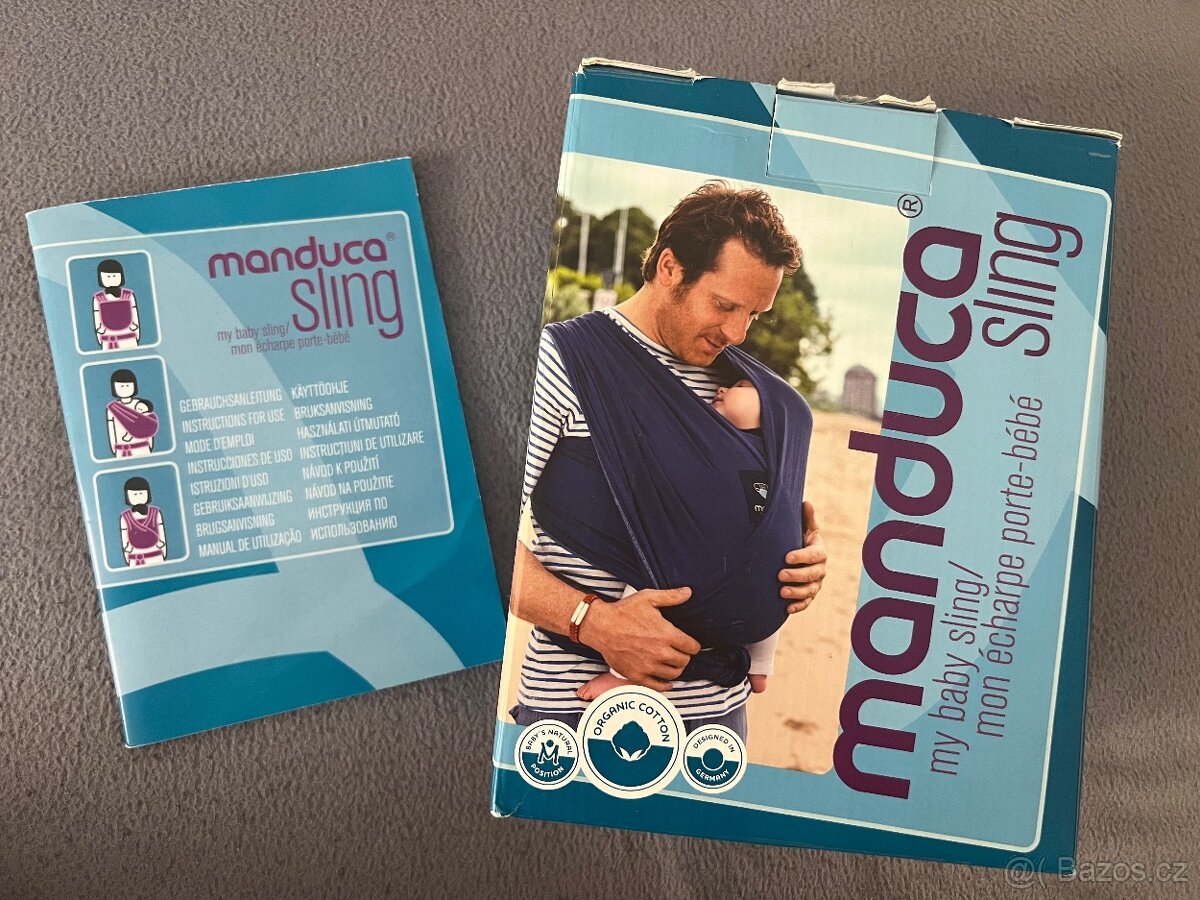 manduca®
sling
my baby sling/
mon écharpe porte-bébé
GEBRAUCHSANLEITUNG
INSTRUCTIONS FOR USE
MODE D'EMPLOI
INSTRUCCIONES DE USO
ISTRUZIONI D'USO
GEBRUIKSAANWIJZING
BRUGSANVISNING
MANUAL DE UTILIZAÇÃO
KÄYTTÖOHJE
BRUKSANVISNING
HASZNÁLATI ÚTMUTATÓ
INSTRUCȚIUNI DE UTILIZARE
NÁVOD K POUŽITÍ
NÁVOD NA POUŽITIE
ИНСТРУКЦИЯ ПО
ИСПОЛЬЗОВАНИЮ
manduca®
sling
my baby sling/
mon écharpe porte-bébé
BABY'S NATURAL
POSITION
ORGANIC COTTON
DESIGNED IN
GERMANY
@( Bazos.cz